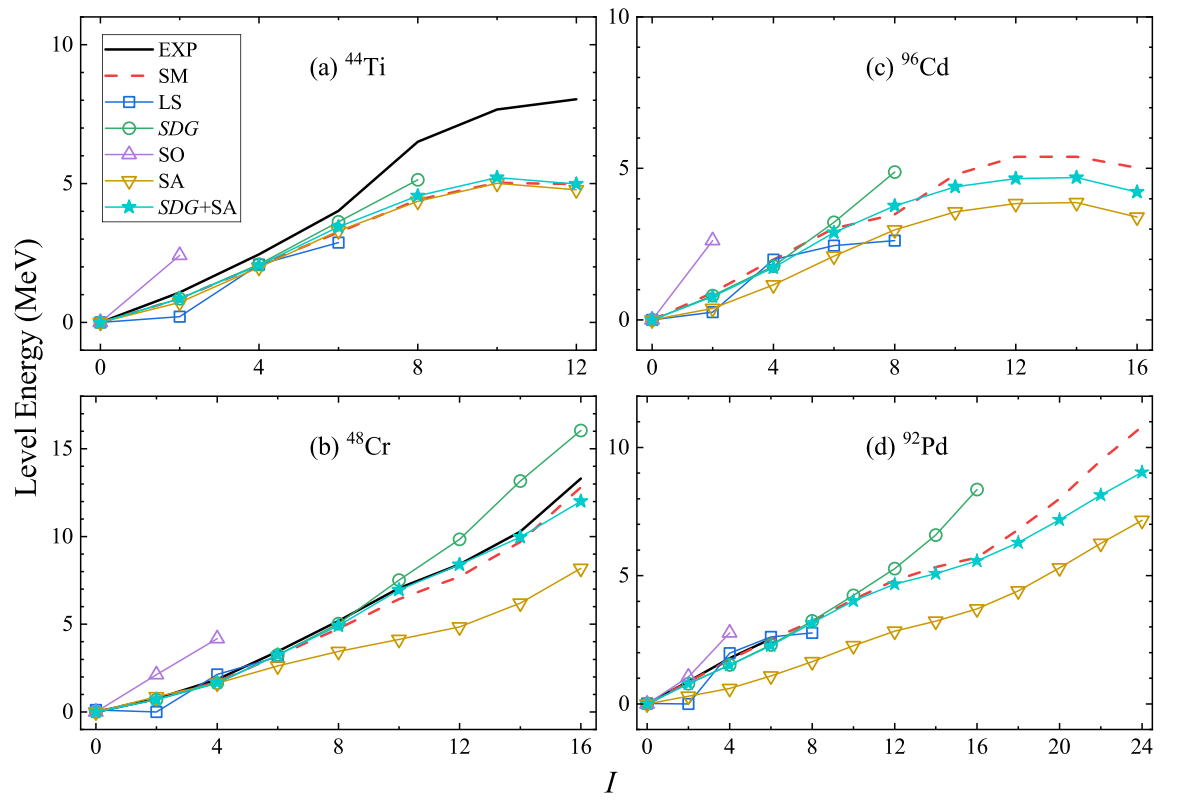 Level Energy (MeV)
10
5
0
EXP
SM
LS
SDG
SO
SA
SDG+SA
(a) ⁴⁴Ti
0 4 8 12
10
5
0
(c) ⁹⁶Cd
0 4 8 12 16
15
10
5
0
(b) ⁴⁸Cr
0 4 8 12 16
10
5
0
(d) ⁹²Pd
0 4 8 12 16 20 24
I